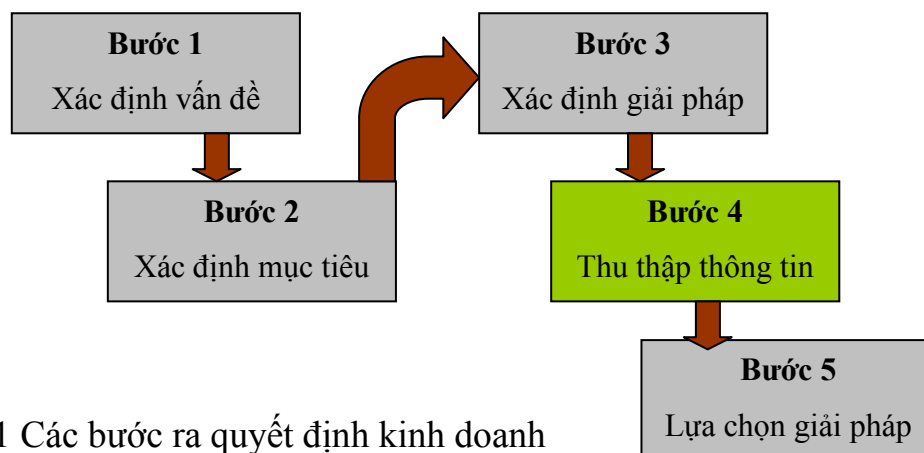 Bước 1
Xác định vấn đề
Bước 2
Xác định mục tiêu
Bước 3
Xác định giải pháp
Bước 4
Thu thập thông tin
Bước 5
Lựa chọn giải pháp
1 Các bước ra quyết định kinh doanh